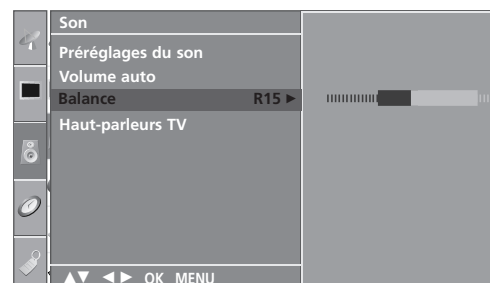 Son
Préréglages du son
Volume auto
Balance R15 ►
Haut-parleurs TV
▲▼ ◄► OK MENU